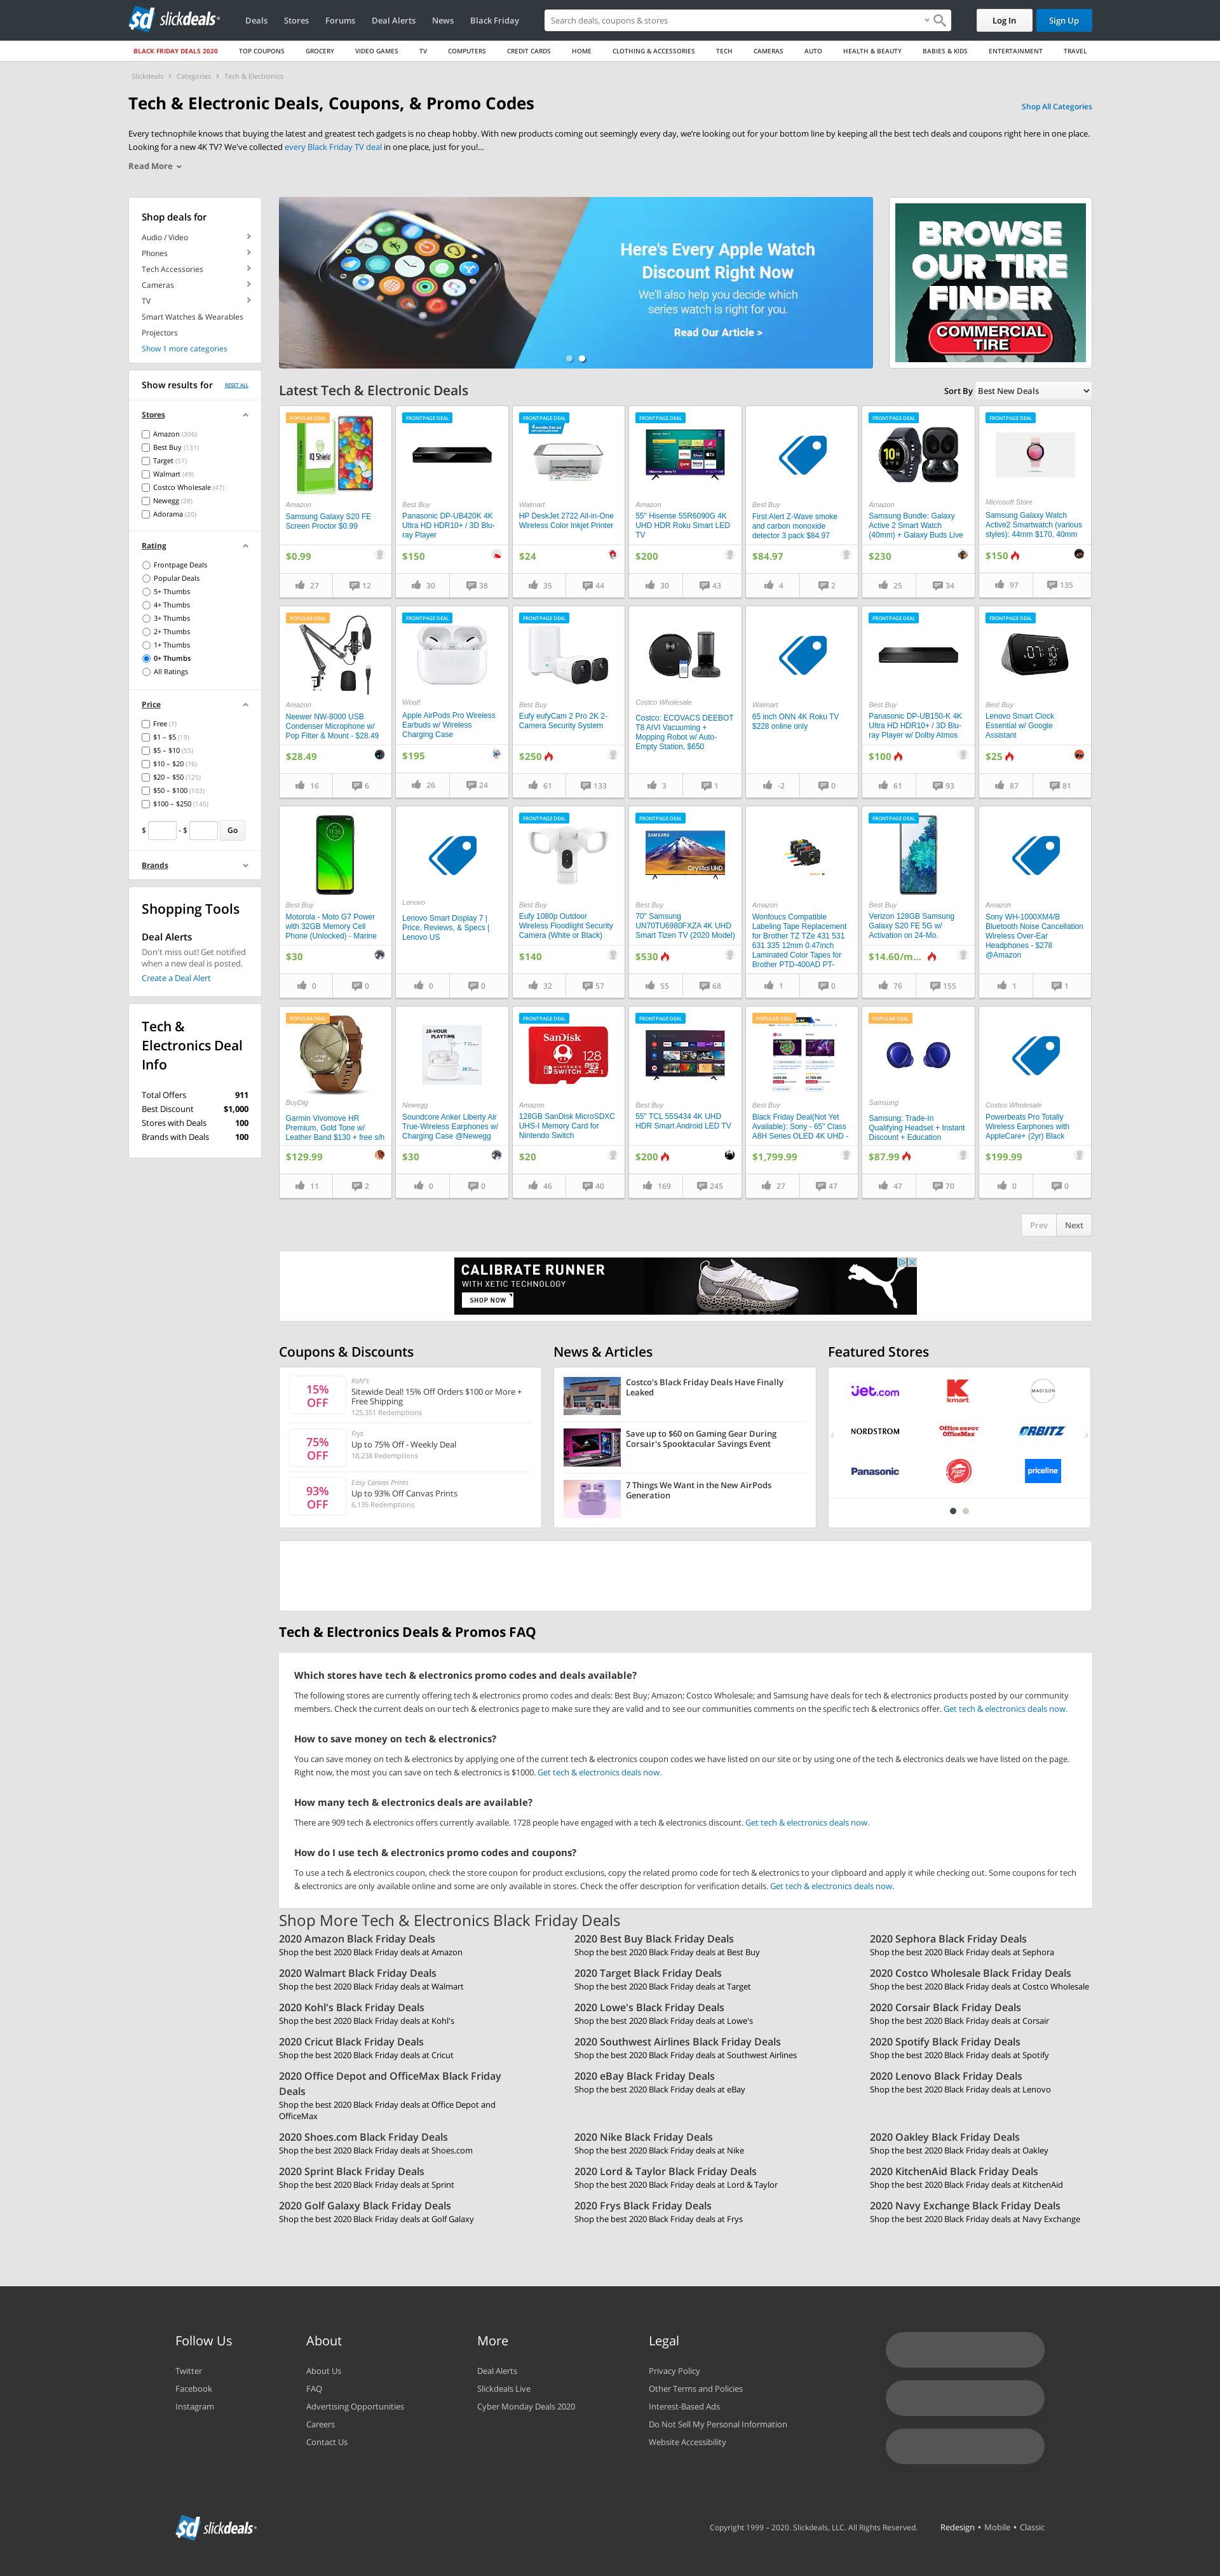 slickdeals
Deals Stores Forums Deal Alerts News Black Friday
Search deals, coupons & stores
Log In Sign Up
BLACK FRIDAY DEALS 2020 TOP COUPONS GROCERY VIDEO GAMES TV COMPUTERS CREDIT CARDS HOME CLOTHING & ACCESSORIES TECH CAMERAS AUTO HEALTH & BEAUTY BABIES & KIDS ENTERTAINMENT TRAVEL
Slickdeals › Categories › Tech & Electronics
Tech & Electronic Deals, Coupons, & Promo Codes
Shop All Categories
Every technophile knows that buying the latest and greatest tech gadgets is no cheap hobby. With new products coming out seemingly every day, we're looking out for your bottom line by keeping all the best tech deals and coupons right here in one place.
Looking for a new 4K TV? We've collected every Black Friday TV deal in one place, just for you!...
Read More
Shop deals for
Audio / Video
Phones
Tech Accessories
Cameras
TV
Smart Watches & Wearables
Projectors
Show 1 more categories
Show results for RESET ALL
Stores
Amazon (306)
Best Buy (131)
Target (57)
Walmart (49)
Costco Wholesale (47)
Newegg (28)
Adorama (20)
Rating
Frontpage Deals
Popular Deals
5+ Thumbs
4+ Thumbs
3+ Thumbs
2+ Thumbs
1+ Thumbs
0+ Thumbs
All Ratings
Price
Free (7)
$1 – $5 (19)
$5 – $10 (55)
$10 – $20 (76)
$20 – $50 (125)
$50 – $100 (103)
$100 – $250 (145)
$ - $ Go
Brands
Shopping Tools
Deal Alerts
Don't miss out! Get notified
when a new deal is posted.
Create a Deal Alert
Tech &
Electronics Deal
Info
Total Offers 911
Best Discount $1,000
Stores with Deals 100
Brands with Deals 100
Here's Every Apple Watch
Discount Right Now
We'll also help you decide which
series watch is right for you.
Read Our Article >
BROWSE
OUR TIRE
FINDER
COMMERCIAL
TIRE
Latest Tech & Electronic Deals
Sort By Best New Deals
POPULAR DEAL
IQ Shield
Amazon
Samsung Galaxy S20 FE
Screen Proctor $0.99
$0.99
27 12
FRONTPAGE DEAL
Best Buy
Panasonic DP-UB420K 4K
Ultra HD HDR10+ / 3D Blu-
ray Player
$150
30 38
FRONTPAGE DEAL
Walmart
HP DeskJet 2722 All-in-One
Wireless Color Inkjet Printer
$24
35 44
FRONTPAGE DEAL
Amazon
55" Hisense 55R6090G 4K
UHD HDR Roku Smart LED
TV
$200
30 43
Best Buy
First Alert Z-Wave smoke
and carbon monoxide
detector 3 pack $84.97
$84.97
4 2
FRONTPAGE DEAL
Amazon
Samsung Bundle: Galaxy
Active 2 Smart Watch
(40mm) + Galaxy Buds Live
$230
25 34
FRONTPAGE DEAL
Microsoft Store
Samsung Galaxy Watch
Active2 Smartwatch (various
styles): 44mm $170, 40mm
$150
97 135
POPULAR DEAL
Amazon
Neewer NW-8000 USB
Condenser Microphone w/
Pop Filter & Mount - $28.49
$28.49
16 6
FRONTPAGE DEAL
Woot!
Apple AirPods Pro Wireless
Earbuds w/ Wireless
Charging Case
$195
26 24
FRONTPAGE DEAL
Best Buy
Eufy eufyCam 2 Pro 2K 2-
Camera Security System
$250
61 133
Costco Wholesale
Costco: ECOVACS DEEBOT
T8 AIVI Vacuuming +
Mopping Robot w/ Auto-
Empty Station, $650
3 1
Walmart
65 inch ONN 4K Roku TV
$228 online only
-2 0
FRONTPAGE DEAL
Best Buy
Panasonic DP-UB150-K 4K
Ultra HD HDR10+ / 3D Blu-
ray Player w/ Dolby Atmos
$100
61 93
FRONTPAGE DEAL
Best Buy
Lenovo Smart Clock
Essential w/ Google
Assistant
$25
87 81
Best Buy
Motorola - Moto G7 Power
with 32GB Memory Cell
Phone (Unlocked) - Marine
$30
0 0
Lenovo
Lenovo Smart Display 7 |
Price, Reviews, & Specs |
Lenovo US
0 0
FRONTPAGE DEAL
Best Buy
Eufy 1080p Outdoor
Wireless Floodlight Security
Camera (White or Black)
$140
32 57
FRONTPAGE DEAL
SAMSUNG
Crystal UHD
Best Buy
70" Samsung
UN70TU6980FXZA 4K UHD
Smart Tizen TV (2020 Model)
$530
55 68
Amazon
Wonfoucs Compatible
Labeling Tape Replacement
for Brother TZ TZe 431 531
631 335 12mm 0.47inch
Laminated Color Tapes for
Brother PTD-400AD PT-
1 0
FRONTPAGE DEAL
Best Buy
Verizon 128GB Samsung
Galaxy S20 FE 5G w/
Activation on 24-Mo.
$14.60/m...
76 155
Amazon
Sony WH-1000XM4/B
Bluetooth Noise Cancellation
Wireless Over-Ear
Headphones - $278
@Amazon
1 1
POPULAR DEAL
BuyDig
Garmin Vivomove HR
Premium, Gold Tone w/
Leather Band $130 + free s/h
$129.99
11 2
28-HOUR
PLAYTIME
Newegg
Soundcore Anker Liberty Air
True-Wireless Earphones w/
Charging Case @Newegg
$30
0 0
FRONTPAGE DEAL
SanDisk
128
Amazon
128GB SanDisk MicroSDXC
UHS-I Memory Card for
Nintendo Switch
$20
46 40
FRONTPAGE DEAL
Best Buy
55" TCL 55S434 4K UHD
HDR Smart Android LED TV
$200
169 245
POPULAR DEAL
Best Buy
Black Friday Deal(Not Yet
Available): Sony - 65" Class
A8H Series OLED 4K UHD -
$1,799.99
27 47
POPULAR DEAL
Samsung
Samsung: Trade-In
Qualifying Headset + Instant
Discount + Education
$87.99
47 70
Costco Wholesale
Powerbeats Pro Totally
Wireless Earphones with
AppleCare+ (2yr) Black
$199.99
0 0
Prev Next
CALIBRATE RUNNER
WITH XETIC TECHNOLOGY
SHOP NOW
Coupons & Discounts
15%
OFF
Kohl's
Sitewide Deal! 15% Off Orders $100 or More +
Free Shipping
125,351 Redemptions
75%
OFF
Frys
Up to 75% Off - Weekly Deal
18,238 Redemptions
93%
OFF
Easy Canvas Prints
Up to 93% Off Canvas Prints
6,135 Redemptions
News & Articles
Costco's Black Friday Deals Have Finally
Leaked
Save up to $60 on Gaming Gear During
Corsair's Spooktacular Savings Event
7 Things We Want in the New AirPods
Generation
Featured Stores
jet.com kmart MADISON
NORDSTROM Office DEPOT OfficeMax ORBITZ
Panasonic Pizza Hut priceline
Tech & Electronics Deals & Promos FAQ
Which stores have tech & electronics promo codes and deals available?
The following stores are currently offering tech & electronics promo codes and deals: Best Buy; Amazon; Costco Wholesale; and Samsung have deals for tech & electronics products posted by our community
members. Check the current deals on our tech & electronics page to make sure they are valid and to see our communities comments on the specific tech & electronics offer. Get tech & electronics deals now.
How to save money on tech & electronics?
You can save money on tech & electronics by applying one of the current tech & electronics coupon codes we have listed on our site or by using one of the tech & electronics deals we have listed on the page.
Right now, the most you can save on tech & electronics is $1000. Get tech & electronics deals now.
How many tech & electronics deals are available?
There are 909 tech & electronics offers currently available. 1728 people have engaged with a tech & electronics discount. Get tech & electronics deals now.
How do I use tech & electronics promo codes and coupons?
To use a tech & electronics coupon, check the store coupon for product exclusions, copy the related promo code for tech & electronics to your clipboard and apply it while checking out. Some coupons for tech
& electronics are only available online and some are only available in stores. Check the offer description for verification details. Get tech & electronics deals now.
Shop More Tech & Electronics Black Friday Deals
2020 Amazon Black Friday Deals
Shop the best 2020 Black Friday deals at Amazon
2020 Best Buy Black Friday Deals
Shop the best 2020 Black Friday deals at Best Buy
2020 Sephora Black Friday Deals
Shop the best 2020 Black Friday deals at Sephora
2020 Walmart Black Friday Deals
Shop the best 2020 Black Friday deals at Walmart
2020 Target Black Friday Deals
Shop the best 2020 Black Friday deals at Target
2020 Costco Wholesale Black Friday Deals
Shop the best 2020 Black Friday deals at Costco Wholesale
2020 Kohl's Black Friday Deals
Shop the best 2020 Black Friday deals at Kohl's
2020 Lowe's Black Friday Deals
Shop the best 2020 Black Friday deals at Lowe's
2020 Corsair Black Friday Deals
Shop the best 2020 Black Friday deals at Corsair
2020 Cricut Black Friday Deals
Shop the best 2020 Black Friday deals at Cricut
2020 Southwest Airlines Black Friday Deals
Shop the best 2020 Black Friday deals at Southwest Airlines
2020 Spotify Black Friday Deals
Shop the best 2020 Black Friday deals at Spotify
2020 Office Depot and OfficeMax Black Friday
Deals
Shop the best 2020 Black Friday deals at Office Depot and
OfficeMax
2020 eBay Black Friday Deals
Shop the best 2020 Black Friday deals at eBay
2020 Lenovo Black Friday Deals
Shop the best 2020 Black Friday deals at Lenovo
2020 Shoes.com Black Friday Deals
Shop the best 2020 Black Friday deals at Shoes.com
2020 Nike Black Friday Deals
Shop the best 2020 Black Friday deals at Nike
2020 Oakley Black Friday Deals
Shop the best 2020 Black Friday deals at Oakley
2020 Sprint Black Friday Deals
Shop the best 2020 Black Friday deals at Sprint
2020 Lord & Taylor Black Friday Deals
Shop the best 2020 Black Friday deals at Lord & Taylor
2020 KitchenAid Black Friday Deals
Shop the best 2020 Black Friday deals at KitchenAid
2020 Golf Galaxy Black Friday Deals
Shop the best 2020 Black Friday deals at Golf Galaxy
2020 Frys Black Friday Deals
Shop the best 2020 Black Friday deals at Frys
2020 Navy Exchange Black Friday Deals
Shop the best 2020 Black Friday deals at Navy Exchange
Follow Us
Twitter
Facebook
Instagram
About
About Us
FAQ
Advertising Opportunities
Careers
Contact Us
More
Deal Alerts
Slickdeals Live
Cyber Monday Deals 2020
Legal
Privacy Policy
Other Terms and Policies
Interest-Based Ads
Do Not Sell My Personal Information
Website Accessibility
slickdeals
Copyright 1999 – 2020. Slickdeals, LLC. All Rights Reserved. Redesign • Mobile • Classic